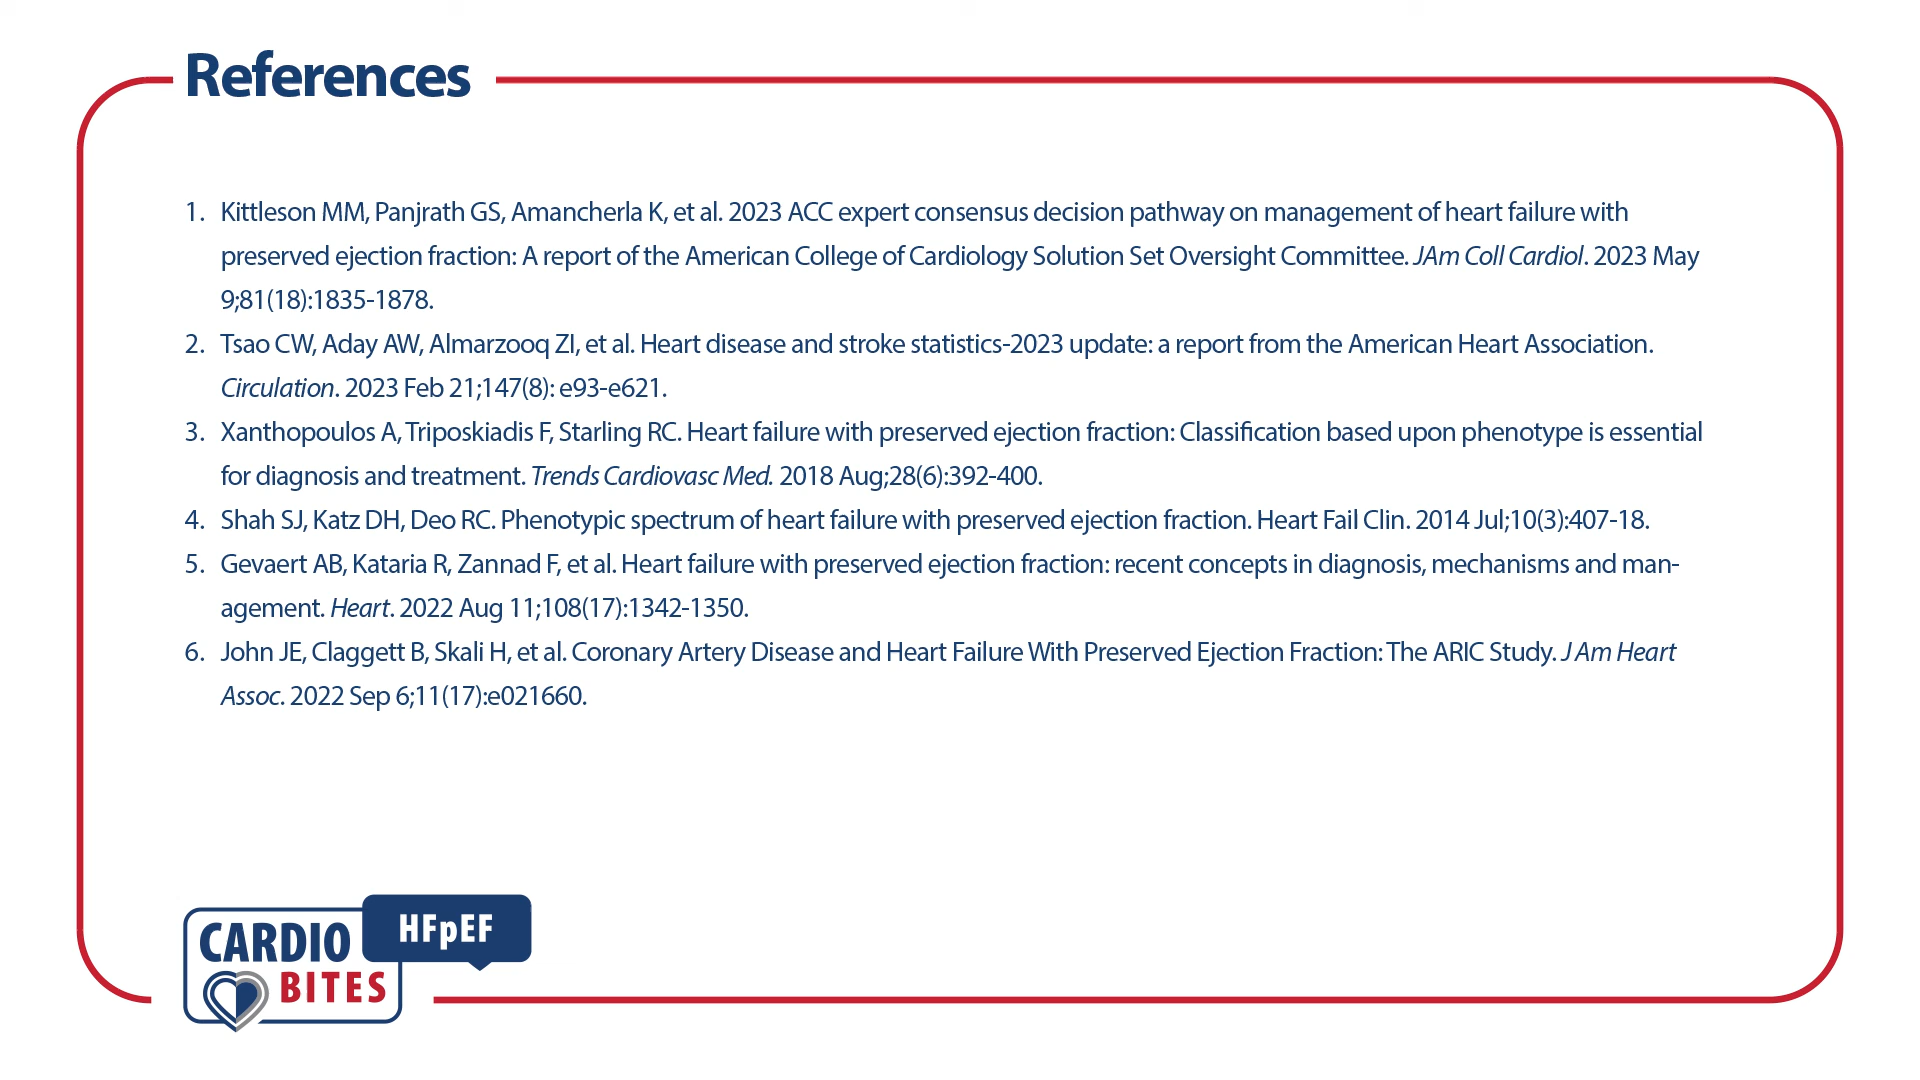 References
1. Kittleson MM, Panjrath GS, Amancherla K, et al. 2023 ACC expert consensus decision pathway on management of heart failure with
preserved ejection fraction: A report of the American College of Cardiology Solution Set Oversight Committee. JAm Coll Cardiol. 2023 May
9;81(18):1835-1878.
2. Tsao CW, Aday AW, Almarzooq ZI, et al. Heart disease and stroke statistics-2023 update: a report from the American Heart Association.
Circulation. 2023 Feb 21;147(8): e93-e621.
3. Xanthopoulos A, Triposkiadis F, Starling RC. Heart failure with preserved ejection fraction: Classification based upon phenotype is essential
for diagnosis and treatment. Trends Cardiovasc Med. 2018 Aug;28(6):392-400.
4. Shah SJ, Katz DH, Deo RC. Phenotypic spectrum of heart failure with preserved ejection fraction. Heart Fail Clin. 2014 Jul;10(3):407-18.
5. Gevaert AB, Kataria R, Zannad F, et al. Heart failure with preserved ejection fraction: recent concepts in diagnosis, mechanisms and man-
agement. Heart. 2022 Aug 11;108(17):1342-1350.
6. John JE, Claggett B, Skali H, et al. Coronary Artery Disease and Heart Failure With Preserved Ejection Fraction: The ARIC Study. J Am Heart
Assoc. 2022 Sep 6;11(17):e021660.
CARDIO
BITES
HFpEF